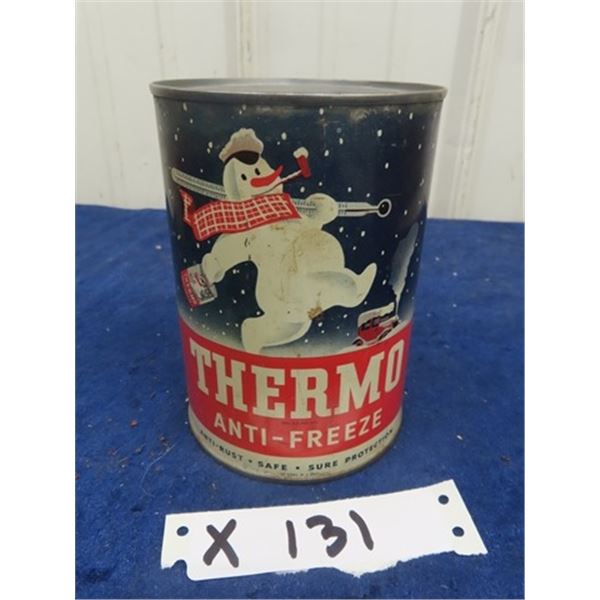 THERMO
ANTI-FREEZE
ANTI-RUST • SAFE • SURE PROTECTION
X 131